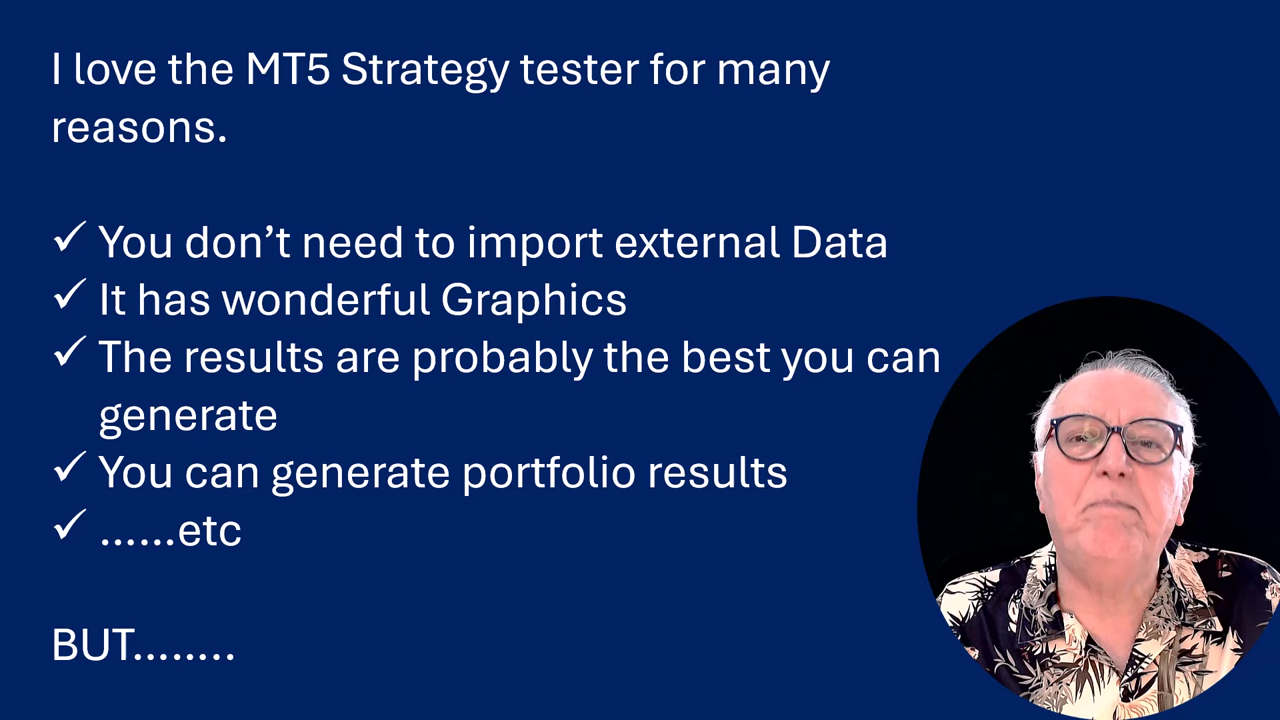 I love the MT5 Strategy tester for many
reasons.
✓ You don’t need to import external Data
✓ It has wonderful Graphics
✓ The results are probably the best you can
generate
✓ You can generate portfolio results
✓ ……etc
BUT……..